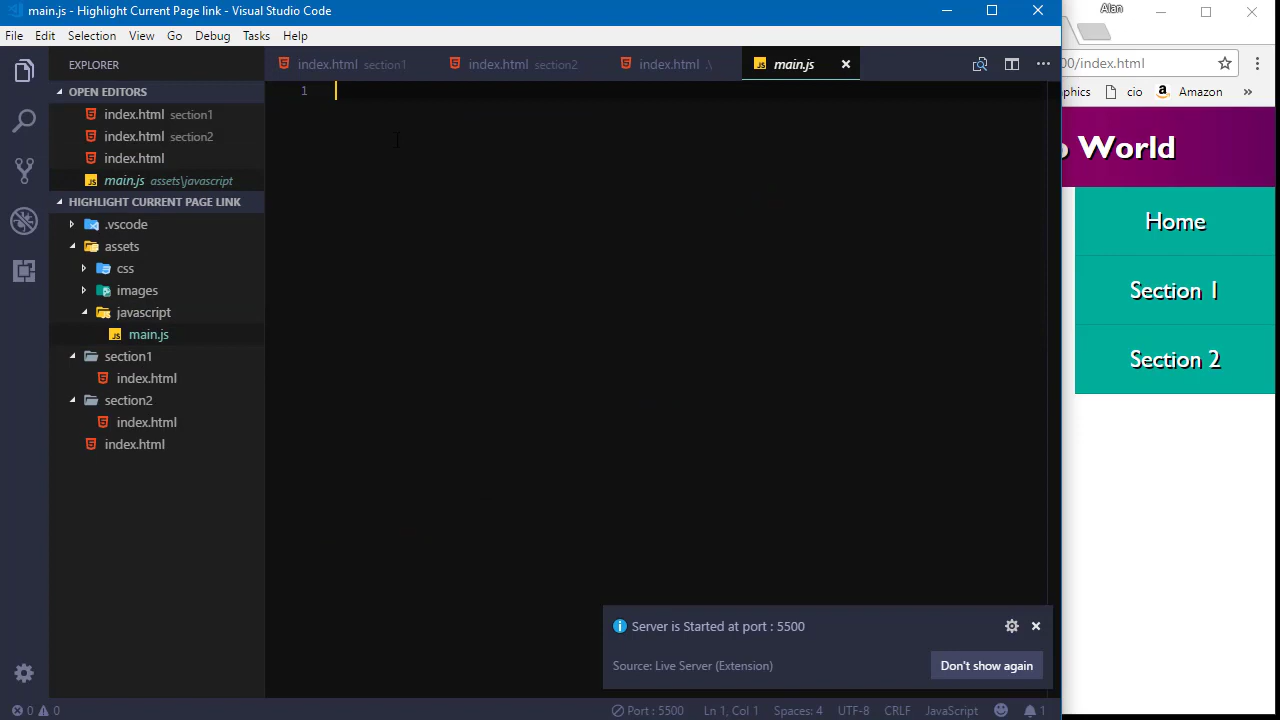 main.js - Highlight Current Page link - Visual Studio Code
Alan
File Edit Selection View Go Debug Tasks Help
EXPLORER
index.html section1
index.html section2
index.html .\
main.js
00/index.html
OPEN EDITORS
index.html section1
index.html section2
index.html
main.js assets\javascript
HIGHLIGHT CURRENT PAGE LINK
.vscode
assets
css
images
javascript
main.js
section1
index.html
section2
index.html
index.html
1
aphics cio Amazon »
o World
Home
Section 1
Section 2
Server is Started at port : 5500
Source: Live Server (Extension)
Don't show again
0 0
Port : 5500 Ln 1, Col 1 Spaces: 4 UTF-8 CRLF JavaScript 1